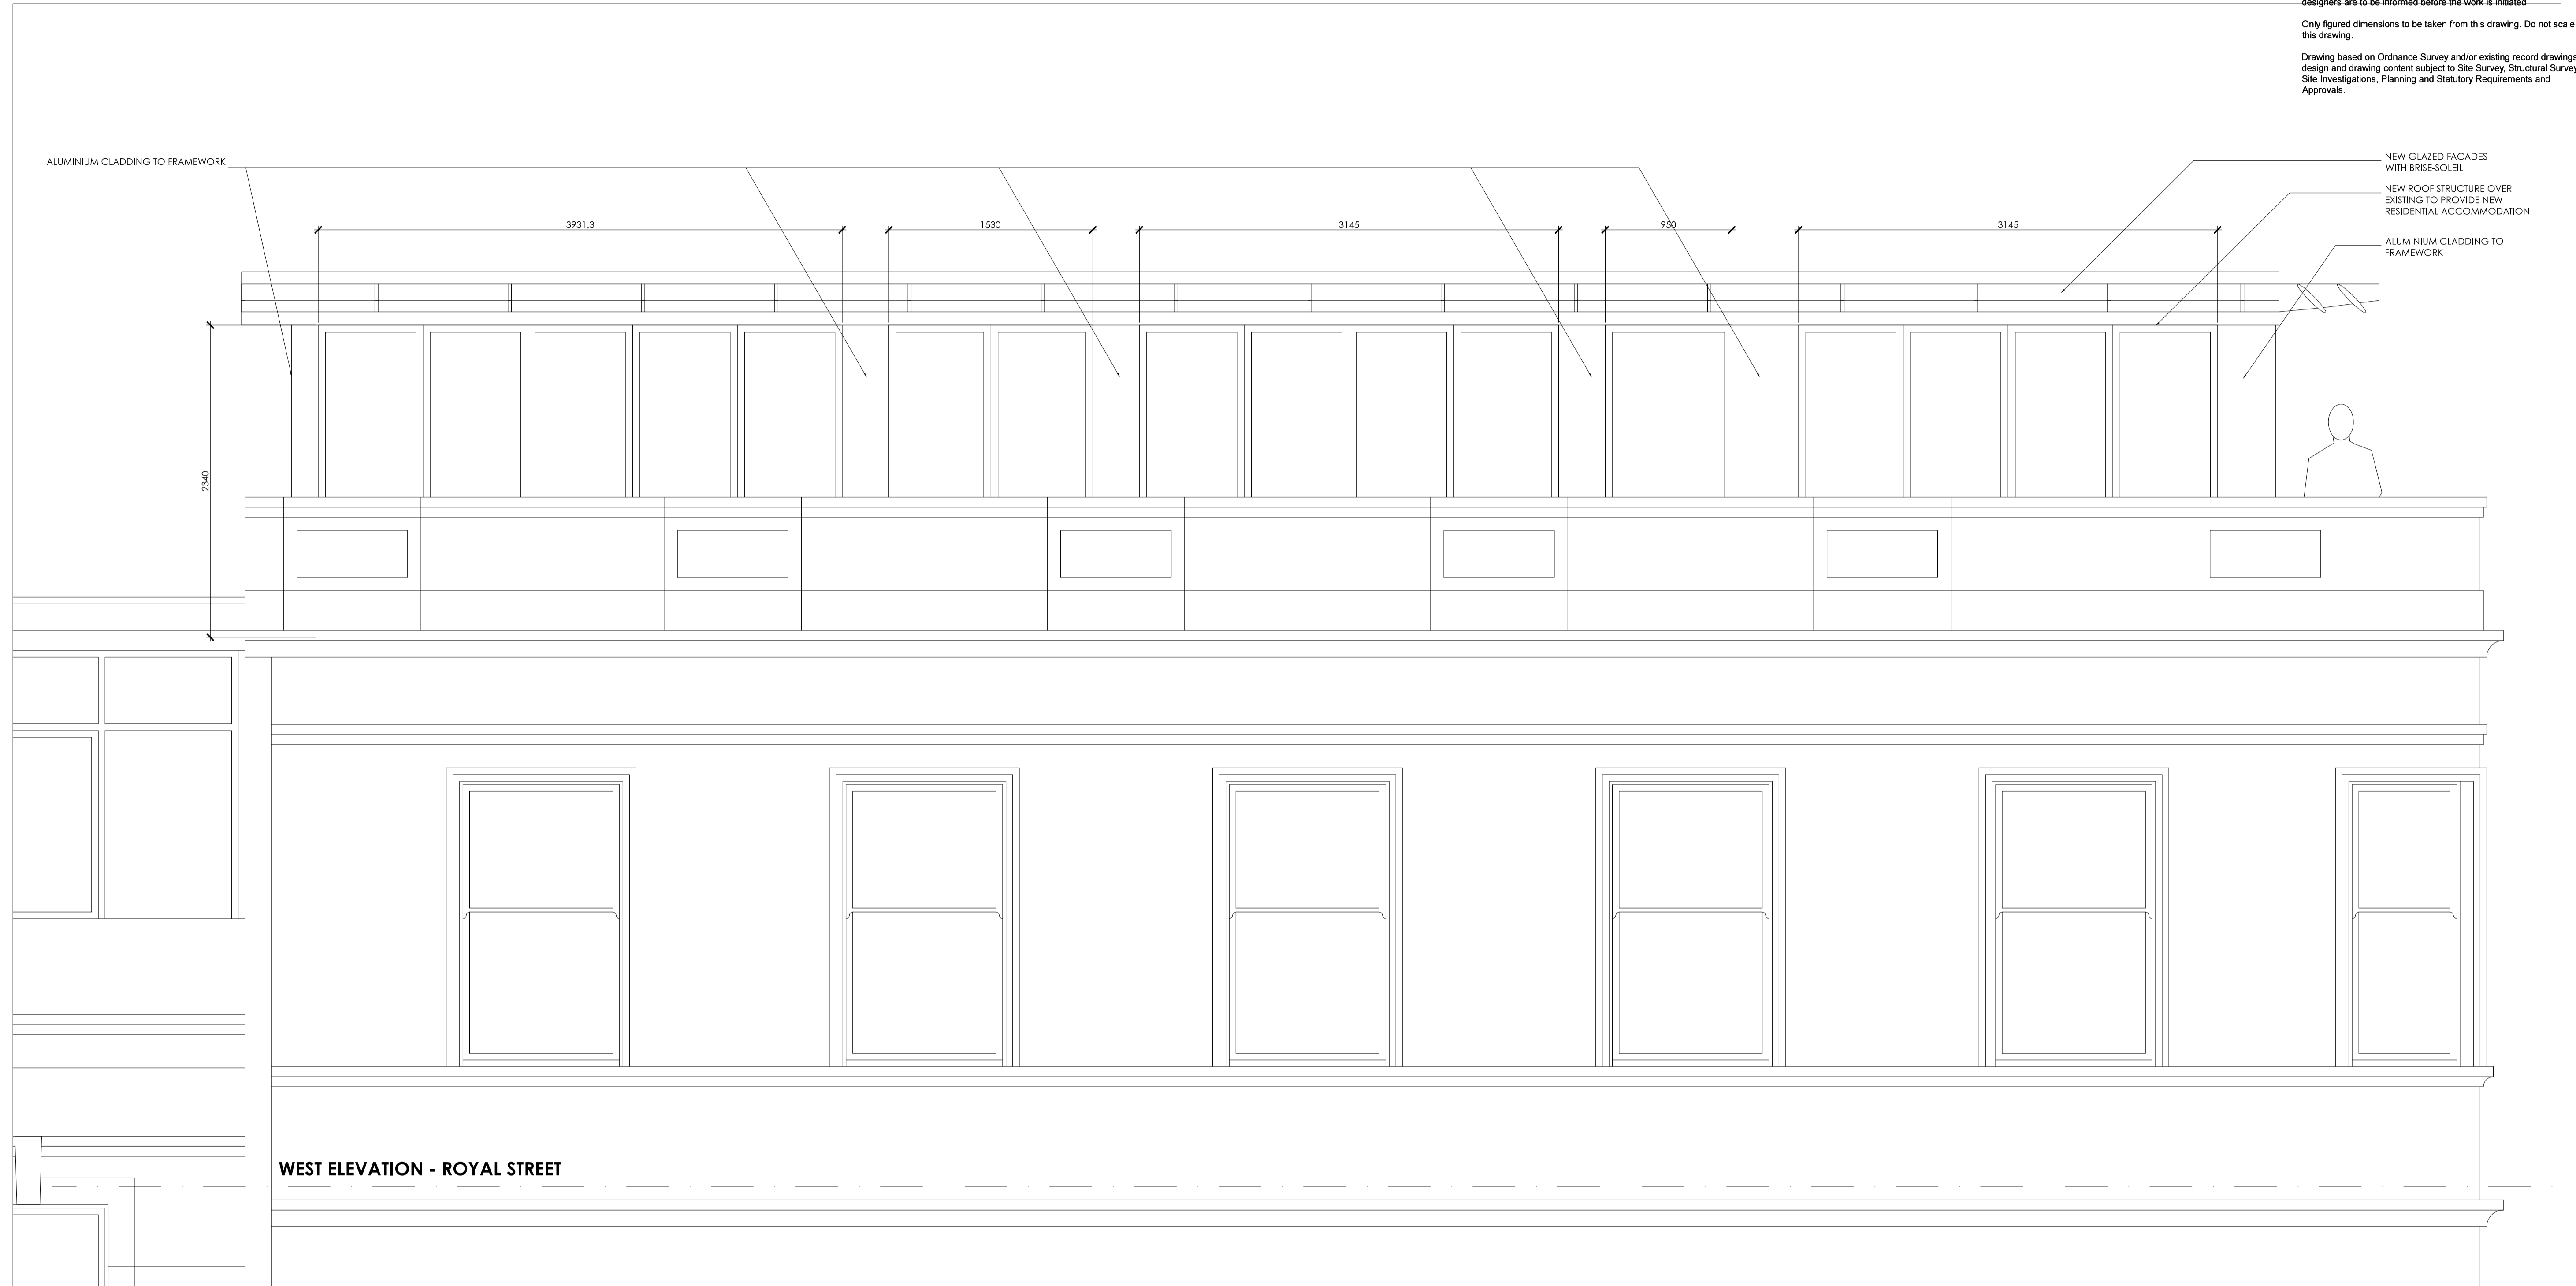 designers are to be informed before the work is initiated.
Only figured dimensions to be taken from this drawing. Do not scale
this drawing.
Drawing based on Ordnance Survey and/or existing record drawings
design and drawing content subject to Site Survey, Structural Survey
Site Investigations, Planning and Statutory Requirements and
Approvals.
ALUMINIUM CLADDING TO FRAMEWORK
NEW GLAZED FACADES
WITH BRISE-SOLEIL
NEW ROOF STRUCTURE OVER
EXISTING TO PROVIDE NEW
RESIDENTIAL ACCOMMODATION
ALUMINIUM CLADDING TO
FRAMEWORK
3931.3
1530
3145
950
3145
2340
WEST ELEVATION - ROYAL STREET